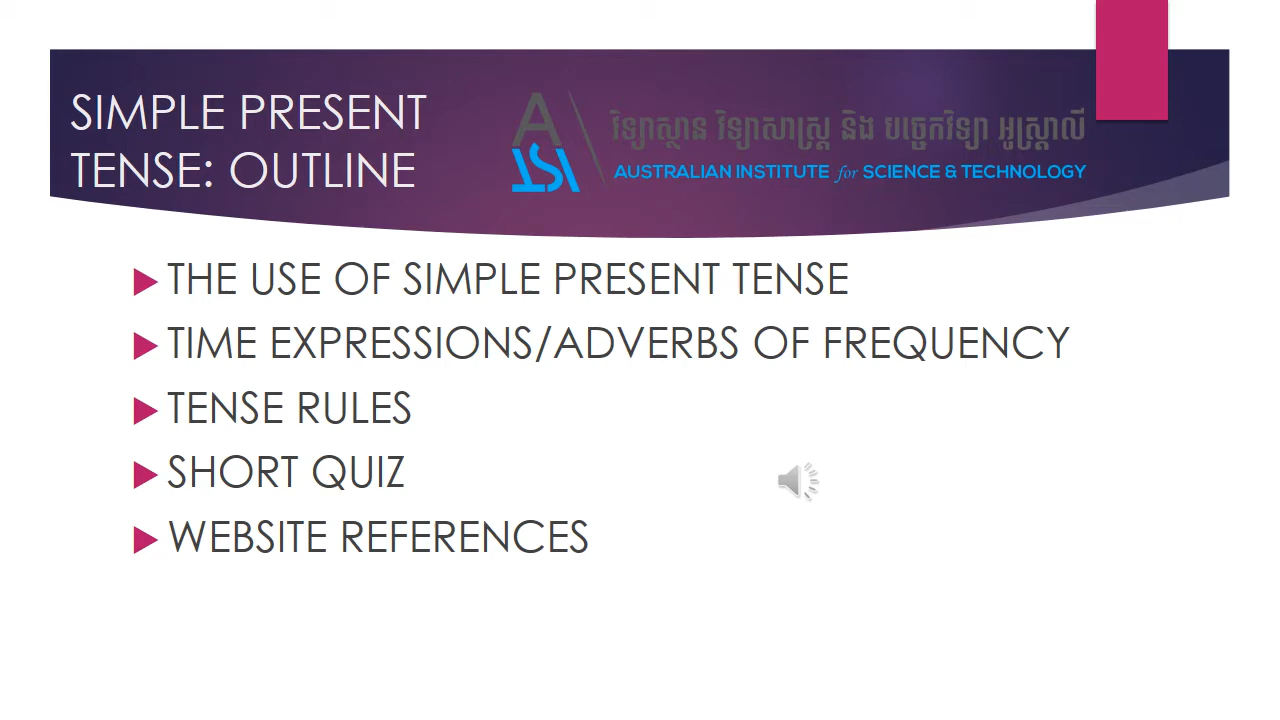 SIMPLE PRESENT
TENSE: OUTLINE
វិទ្យាស្ថាន វិទ្យាសាស្ត្រ និង បច្ចេកវិទ្យា អូស្ត្រាលី
AUSTRALIAN INSTITUTE for SCIENCE & TECHNOLOGY
THE USE OF SIMPLE PRESENT TENSE
TIME EXPRESSIONS/ADVERBS OF FREQUENCY
TENSE RULES
SHORT QUIZ
WEBSITE REFERENCES